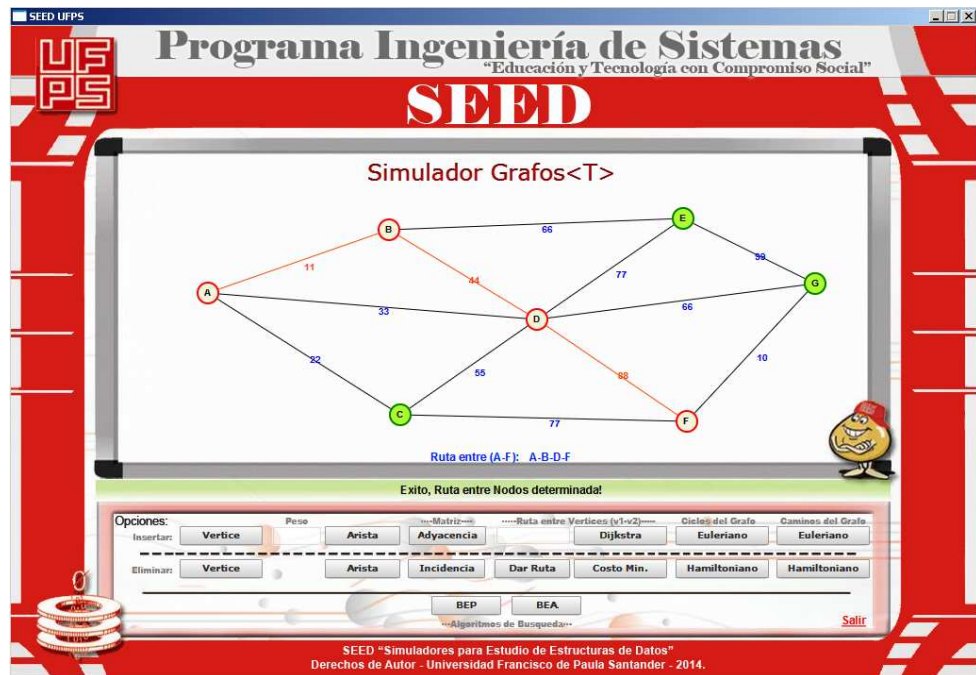 SEED UFPS
UFPS
Programa Ingeniería de Sistemas
“Educación y Tecnología con Compromiso Social”
SEED
Simulador Grafos<T>
E
B
66
39
11
44
77
G
A
33
D
66
22
55
88
10
C
77
F
Ruta entre (A-F): A-B-D-F
Exito, Ruta entre Nodos determinada!
Opciones: Peso ----Matriz---- -----Ruta entre Vertices (v1-v2)----- Ciclos del Grafo Caminos del Grafo
Insertar: Vertice Arista Adyacencia Dijkstra Euleriano Euleriano
Eliminar: Vertice Arista Incidencia Dar Ruta Costo Min. Hamiltoniano Hamiltoniano
BEP BEA
---Algoritmos de Busqueda---
Salir
SEED “Simuladores para Estudio de Estructuras de Datos”
Derechos de Autor - Universidad Francisco de Paula Santander - 2014.